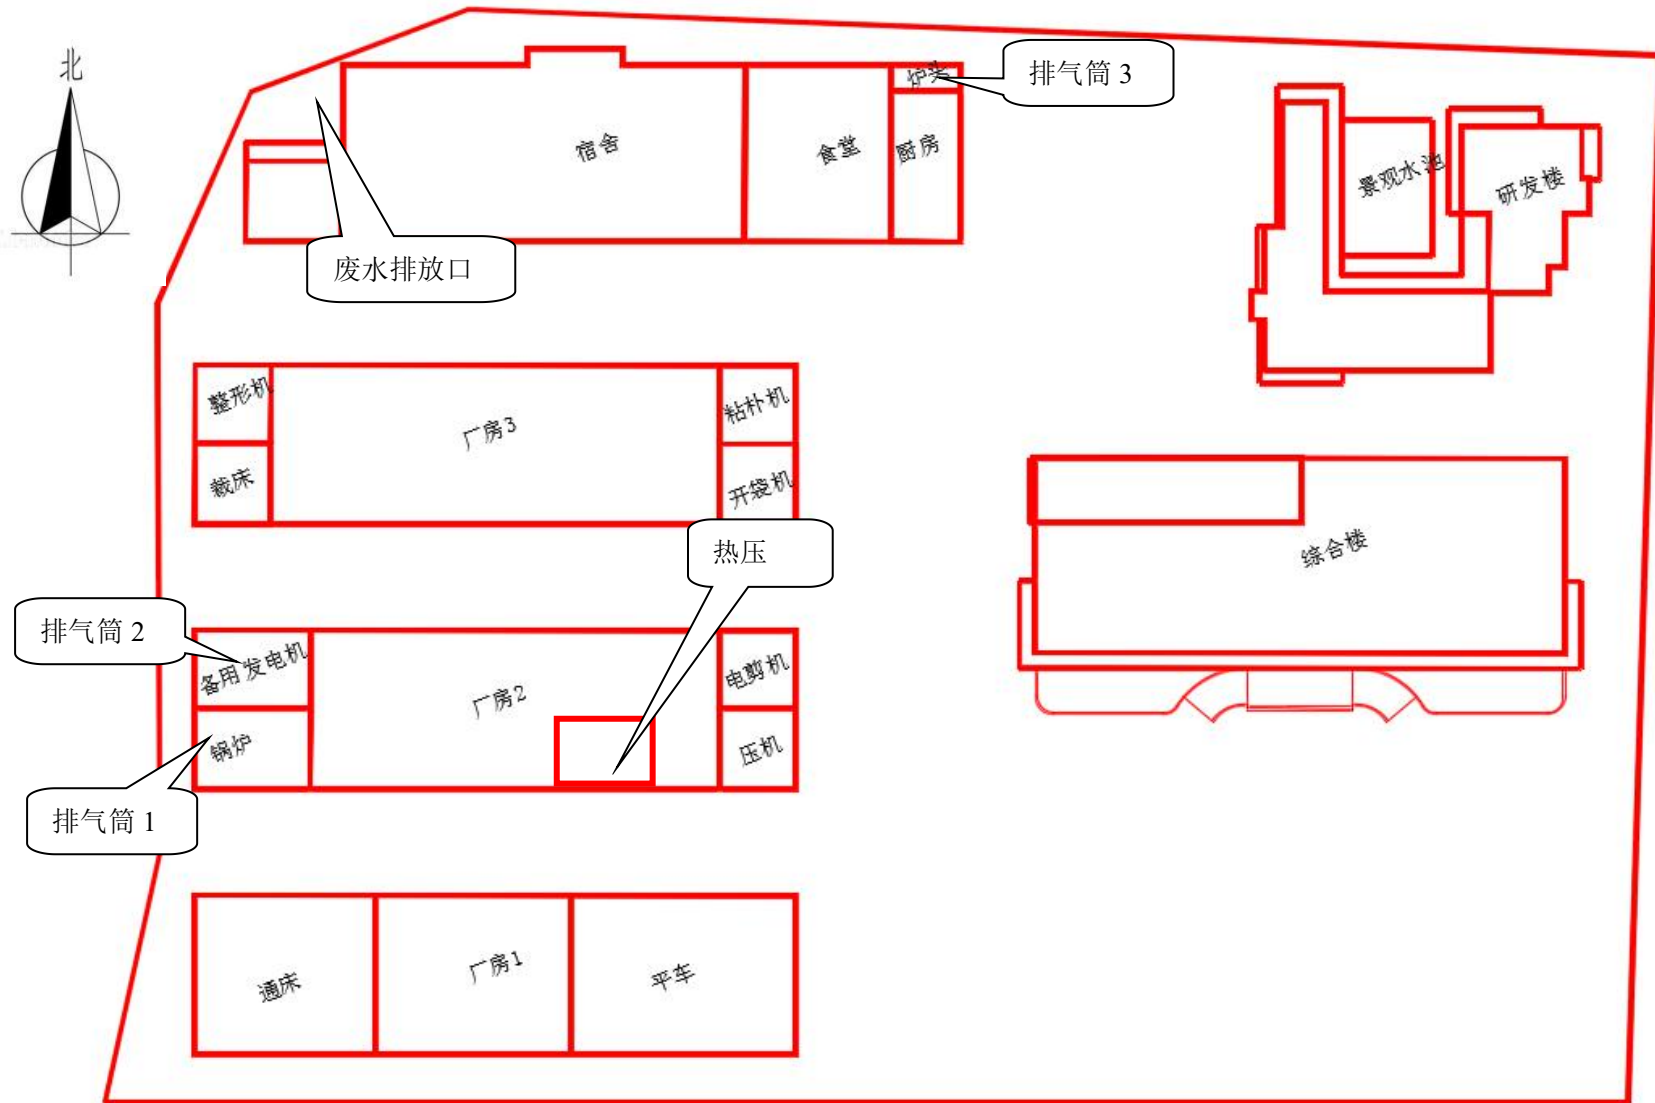 北
炉头
排气筒 3
宿舍
食堂
厨房
景观水池
研发楼
废水排放口
整形机
厂房3
粘朴机
裁床
开袋机
热压
综合楼
排气筒 2
备用发电机
厂房2
电剪机
锅炉
压机
排气筒 1
通床
厂房1
平车